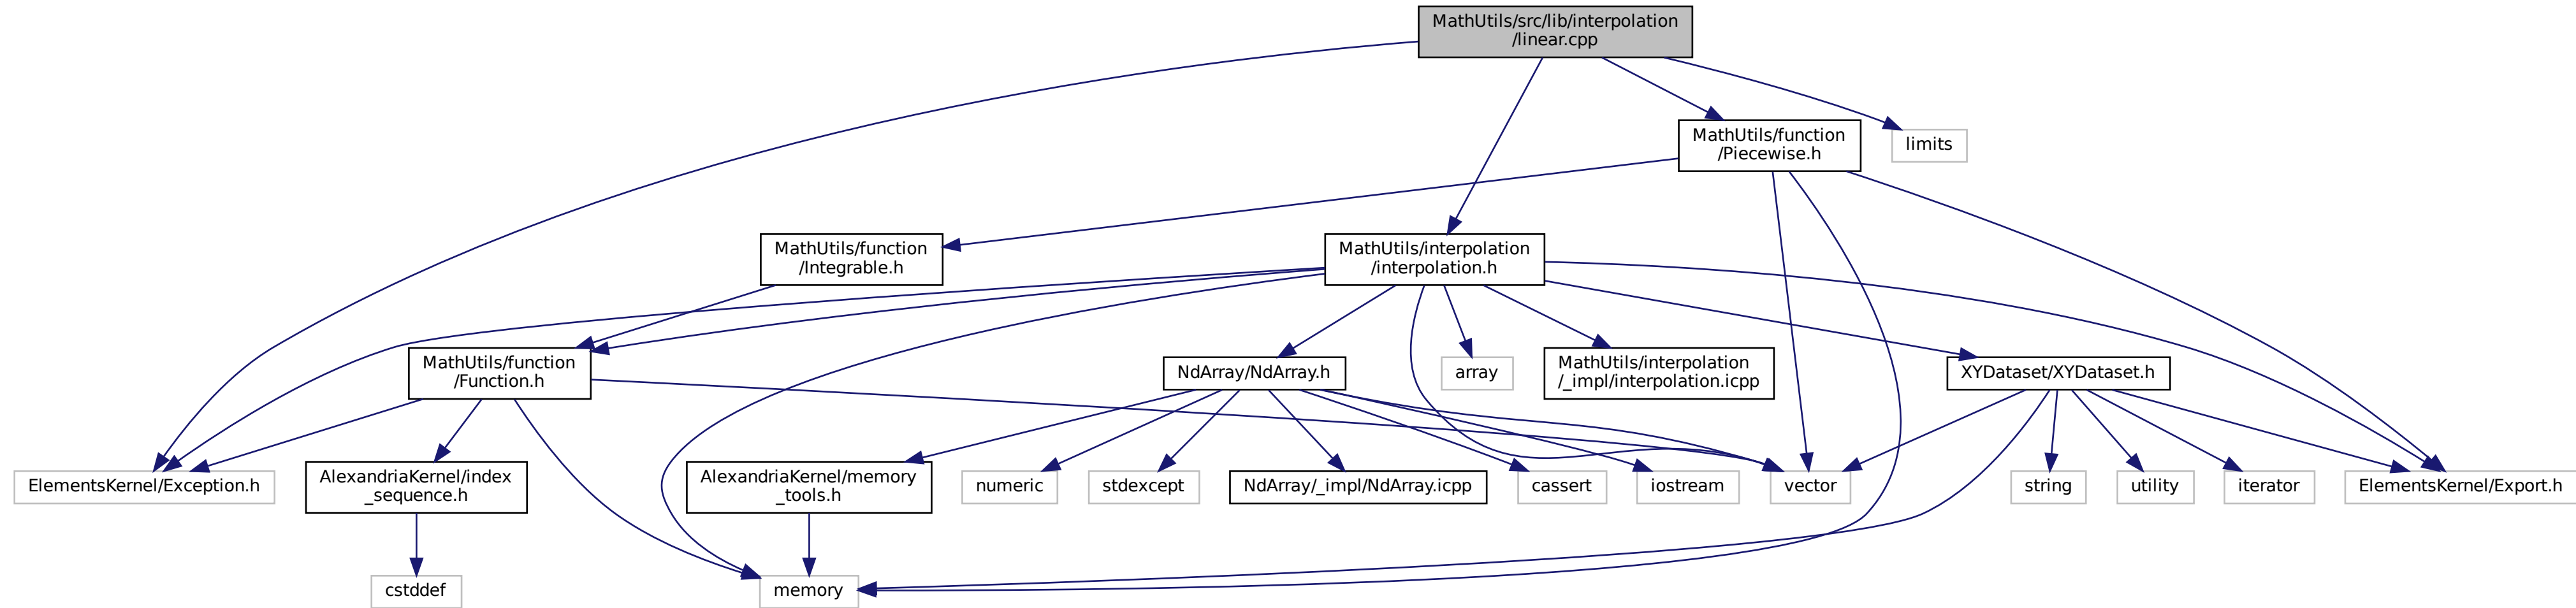 MathUtils/src/lib/interpolation
/linear.cpp
MathUtils/function
/Piecewise.h
limits
MathUtils/function
/Integrable.h
MathUtils/interpolation
/interpolation.h
MathUtils/function
/Function.h
NdArray/NdArray.h
array
MathUtils/interpolation
/_impl/interpolation.icpp
XYDataset/XYDataset.h
ElementsKernel/Exception.h
AlexandriaKernel/index
_sequence.h
AlexandriaKernel/memory
_tools.h
numeric
stdexcept
NdArray/_impl/NdArray.icpp
cassert
iostream
vector
string
utility
iterator
ElementsKernel/Export.h
cstddef
memory